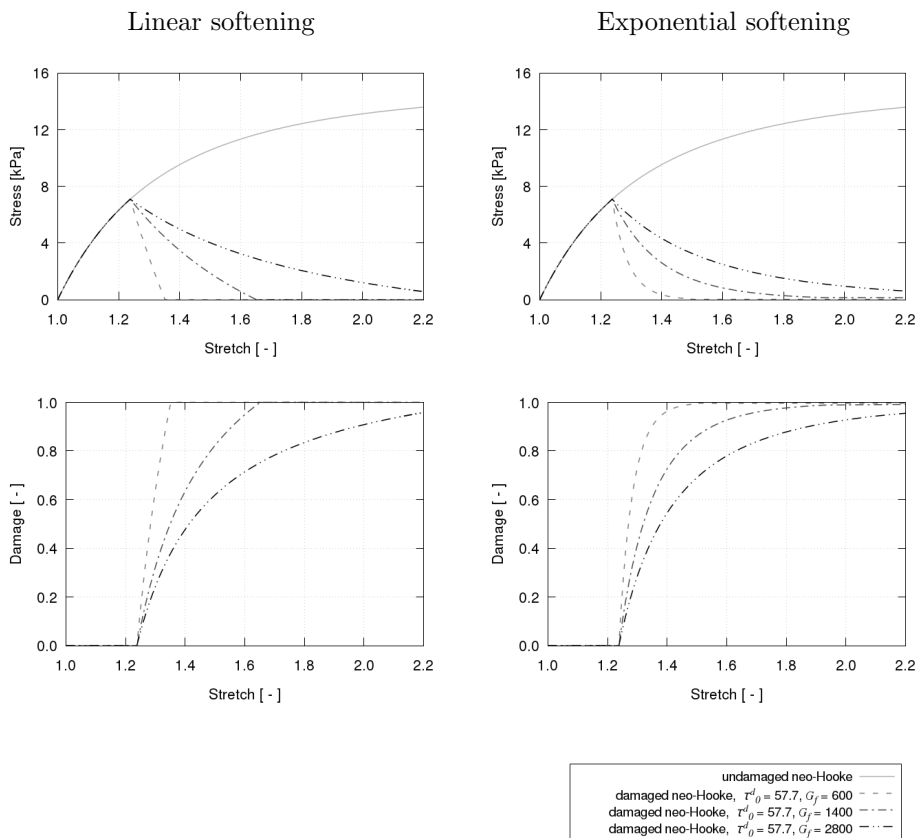 Linear softening
Exponential softening
16
12
8
4
0
Stress [kPa]
1.0 1.2 1.4 1.6 1.8 2.0 2.2
Stretch [ - ]
16
12
8
4
0
Stress [kPa]
1.0 1.2 1.4 1.6 1.8 2.0 2.2
Stretch [ - ]
1.0
0.8
0.6
0.4
0.2
0.0
Damage [ - ]
1.0 1.2 1.4 1.6 1.8 2.0 2.2
Stretch [ - ]
1.0
0.8
0.6
0.4
0.2
0.0
Damage [ - ]
1.0 1.2 1.4 1.6 1.8 2.0 2.2
Stretch [ - ]
undamaged neo-Hooke
damaged neo-Hooke, τ^d_0 = 57.7, G_f = 600
damaged neo-Hooke, τ^d_0 = 57.7, G_f = 1400
damaged neo-Hooke, τ^d_0 = 57.7, G_f = 2800